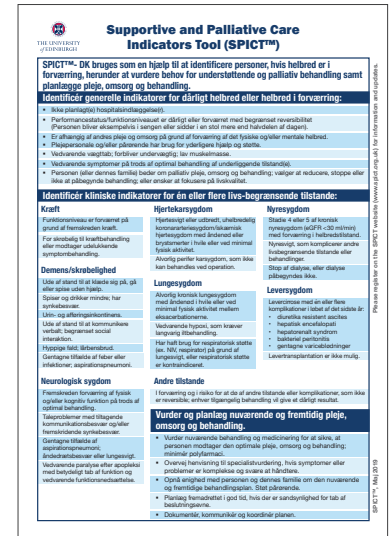 THE UNIVERSITY
of EDINBURGH
Supportive and Palliative Care
Indicators Tool (SPICT™)
SPICT™- DK bruges som en hjælp til at identificere personer, hvis helbred er i
forværring, herunder at vurdere behov for understøttende og palliativ behandling samt
planlægge pleje, omsorg og behandling.
Identificér generelle indikatorer for dårligt helbred eller helbred i forværring:
• Ikke planlagt(e) hospitalsindlæggelse(r).
• Performancestatus/funktionsniveauet er dårligt eller forværret med begrænset reversibilitet
(Personen bliver eksempelvis i sengen eller sidder i en stol mere end halvdelen af dagen).
• Er afhængig af andres pleje og omsorg på grund af forværring af det fysiske og/eller mentale helbred.
• Plejepersonale og/eller pårørende har brug for yderligere hjælp og støtte.
• Vedvarende vægttab; forbliver undervægtig; lav muskelmasse.
• Vedvarende symptomer på trods af optimal behandling af underliggende tilstand(e).
• Personen (eller dennes familie) beder om palliativ pleje, omsorg og behandling; vælger at reducere, stoppe eller
ikke at påbegynde behandling; eller ønsker at fokusere på livskvalitet.
Identificér kliniske indikatorer for én eller flere livs-begrænsende tilstande:
Kræft
Funktionsniveau er forværret på
grund af fremskreden kræft.
For skrøbelig til kræftbehandling
eller modtager udelukkende
symptombehandling.
Demens/skrøbelighed
Ude af stand til at klæde sig på, gå
eller spise uden hjælp.
Spiser og drikker mindre; har
synkebesvær.
Urin- og afføringsinkontinens.
Ude af stand til at kommunikere
verbalt; begrænset social
interaktion.
Hyppige fald; lårbensbrud.
Gentagne tilfælde af feber eller
infektioner; aspirationspneumoni.
Neurologisk sygdom
Fremskreden forværring af fysisk
og/eller kognitiv funktion på trods af
optimal behandling.
Taleproblemer med tiltagende
kommunikationsbesvær og/eller
fremskridende synkebesvær.
Gentagne tilfælde af
aspirationspneumoni;
åndedrætsbesvær eller lungesvigt.
Vedvarende paralyse efter apopleksi
med betydeligt tab af funktion og
vedvarende funktionsnedsættelse.
Hjertekarsygdom
Hjertesvigt eller udbredt, uhelbredelig
koronararteriesygdom/iskæmisk
hjertesygdom med åndenød eller
brystsmerter i hvile eller ved minimal
fysisk aktivitet.
Alvorlig perifer karsygdom, som ikke
kan behandles ved operation.
Lungesygdom
Alvorlig kronisk lungesygdom
med åndenød i hvile eller ved
minimal fysisk aktivitet mellem
eksacerbationerne.
Vedvarende hypoxi, som kræver
langvarig iltbehandling.
Har haft brug for respiratorisk støtte
(ex. NIV, respirator) på grund af
lungesvigt, eller respiratorisk støtte
er kontraindiceret.
Nyresygdom
Stadie 4 eller 5 af kronisk
nyresygdom (eGFR <30 ml/min)
med forværring i helbredstilstand.
Nyresvigt, som complicerer andre
livsbegrænsende tilstande eller
behandlinger.
Stop af dialyse, eller dialyse
påbegyndes ikke.
Leversygdom
Levercirrose med en eller flere
komplikationer i løbet af det sidste år:
• diuretika resistent ascites
• hepatisk encefalopati
• hepatorenalt syndrom
• bakteriel peritonitis
• gentagne variceblødninger
Levertransplantation er ikke mulig.
Andre tilstande
I forværring og i risiko for at dø af andre tilstande eller komplikationer, som ikke
er reversible; enhver tilgængelig behandling vil give et dårligt resultat.
Vurder og planlæg nuværende og fremtidig pleje,
omsorg og behandling.
• Vurder nuværende behandling og medicinering for at sikre, at
personen modtager den optimale pleje, omsorg og behandling;
minimér polyfarmaci.
• Overvej henvisning til specialistvurdering, hvis symptomer eller
problemer er komplekse og svære at håndtere.
• Opnå enighed med personen og dennes familie om den nuværende
og fremtidige behandlingsplan. Støt pårørende.
• Planlæg fremadrettet i god tid, hvis der er sandsynlighed for tab af
beslutningsevne.
• Dokumentér, kommunikér og koordinér planen.
Please register on the SPICT website (www.spict.org.uk) for information and updates.
SPICT™, Maj 2019